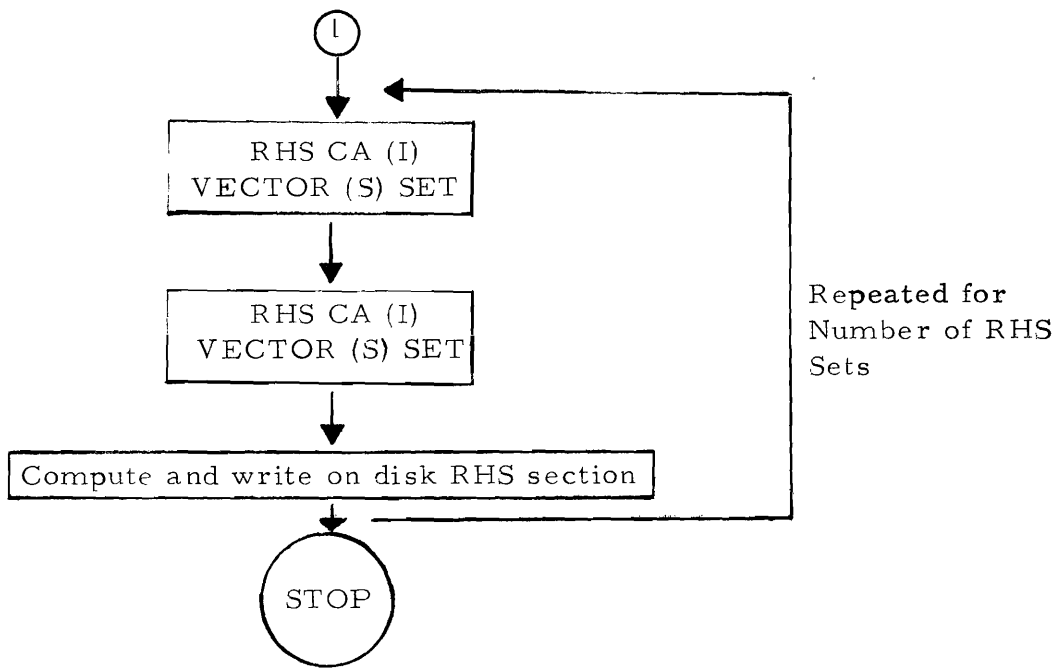 1
RHS CA (I)
VECTOR (S) SET
RHS CA (I)
VECTOR (S) SET
Repeated for
Number of RHS
Sets
Compute and write on disk RHS section
STOP